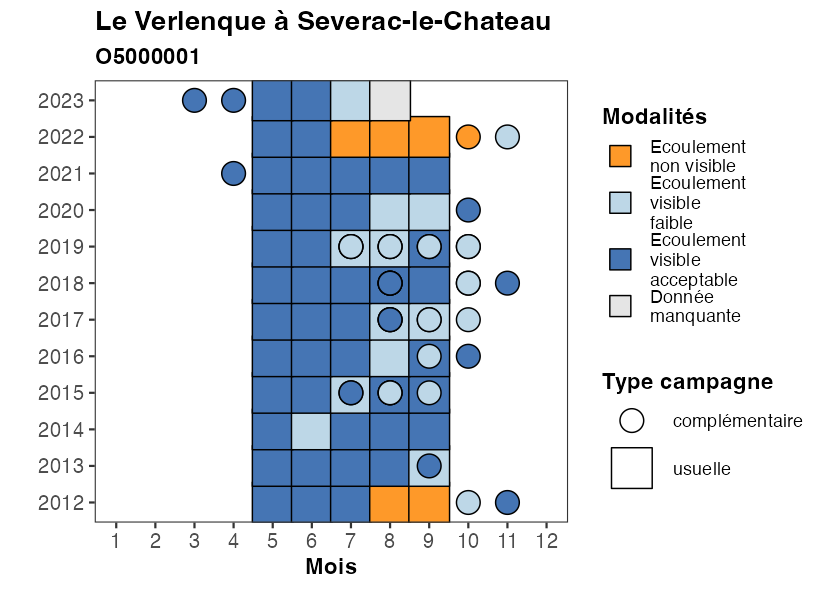 Le Verlenque à Severac-le-Chateau
O5000001
2023
2022
2021
2020
2019
2018
2017
2016
2015
2014
2013
2012
1 2 3 4 5 6 7 8 9 10 11 12
Mois
Modalités
Ecoulement
non visible
Ecoulement
visible
faible
Ecoulement
visible
acceptable
Donnée
manquante
Type campagne
complémentaire
usuelle